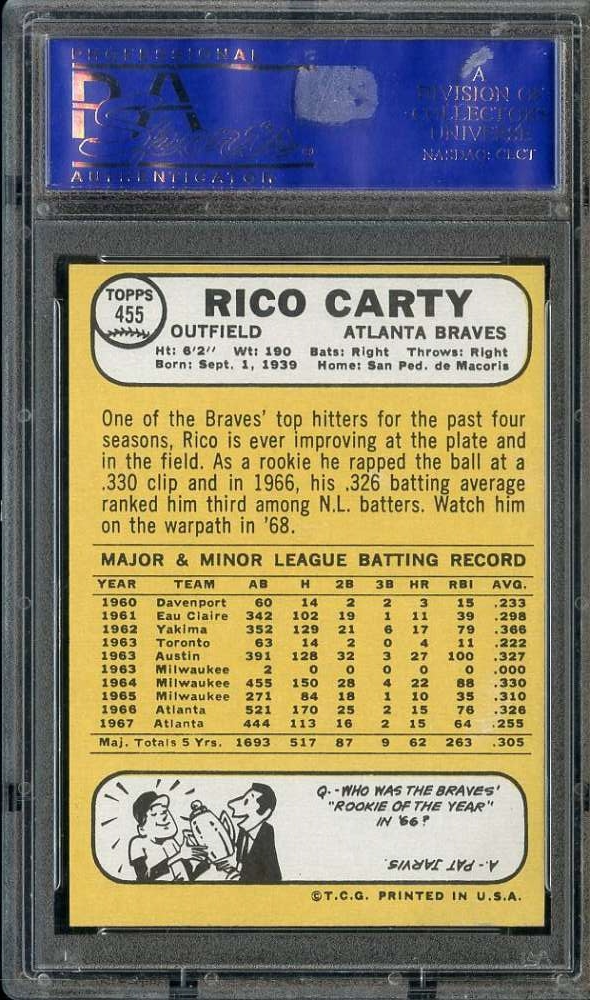 PROFESSIONAL
PSA
AUTHENTICATOR
A
DIVISION OF
COLLECTORS
UNIVERSE
NASDAQ: CLCT
TOPPS
455
RICO CARTY
OUTFIELD ATLANTA BRAVES
Ht: 6'2'' Wt: 190 Bats: Right Throws: Right
Born: Sept. 1, 1939 Home: San Ped. de Macoris
One of the Braves' top hitters for the past four
seasons, Rico is ever improving at the plate and
in the field. As a rookie he rapped the ball at a
.330 clip and in 1966, his .326 batting average
ranked him third among N.L. batters. Watch him
on the warpath in '68.
MAJOR & MINOR LEAGUE BATTING RECORD
YEAR TEAM AB H 2B 3B HR RBI AVG.
1960 Davenport 60 14 2 2 3 15 .233
1961 Eau Claire 342 102 19 1 11 39 .298
1962 Yakima 352 129 21 6 17 79 .366
1963 Toronto 63 14 2 0 4 11 .222
1963 Austin 391 128 32 3 27 100 .327
1963 Milwaukee 2 0 0 0 0 0 .000
1964 Milwaukee 455 150 28 4 22 88 .330
1965 Milwaukee 271 84 18 1 10 35 .310
1966 Atlanta 521 170 25 2 15 76 .326
1967 Atlanta 444 113 16 2 15 64 .255
Maj. Totals 5 Yrs. 1693 517 87 9 62 263 .305
Q.-WHO WAS THE BRAVES'
"ROOKIE OF THE YEAR"
IN '66?
A.-PAT JARVIS.
©T.C.G. PRINTED IN U.S.A.